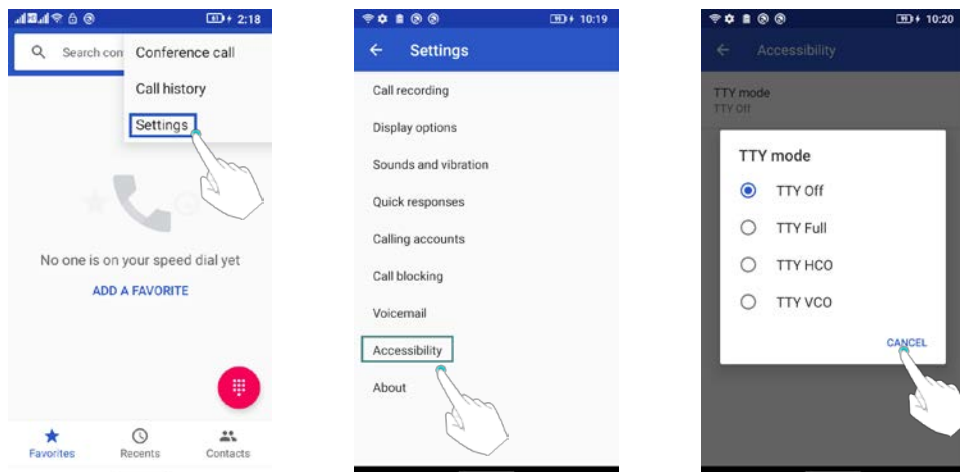 2:18
Search con
Conference call
Call history
Settings
No one is on your speed dial yet
ADD A FAVORITE
Favorites
Recents
Contacts
10:19
Settings
Call recording
Display options
Sounds and vibration
Quick responses
Calling accounts
Call blocking
Voicemail
Accessibility
About
10:20
Accessibility
TTY mode
TTY Off
TTY mode
TTY Off
TTY Full
TTY HCO
TTY VCO
CANCEL